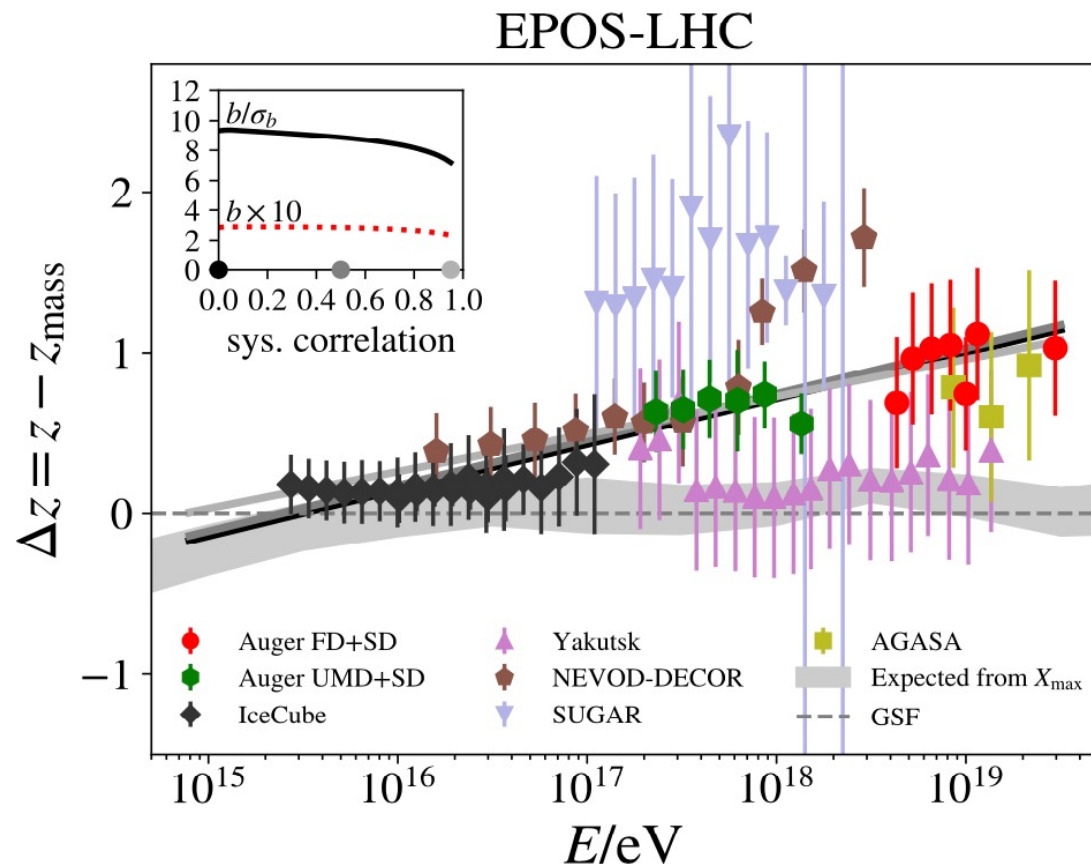 EPOS-LHC
12
10
8
6
4
2
0
b/σ_b
b × 10
0.0 0.2 0.4 0.6 0.8 1.0
sys. correlation
2
1
0
−1
Δz ≡ z − z_mass
Auger FD+SD
Auger UMD+SD
IceCube
Yakutsk
NEVOD-DECOR
SUGAR
AGASA
Expected from X_max
GSF
10^15 10^16 10^17 10^18 10^19
E/eV